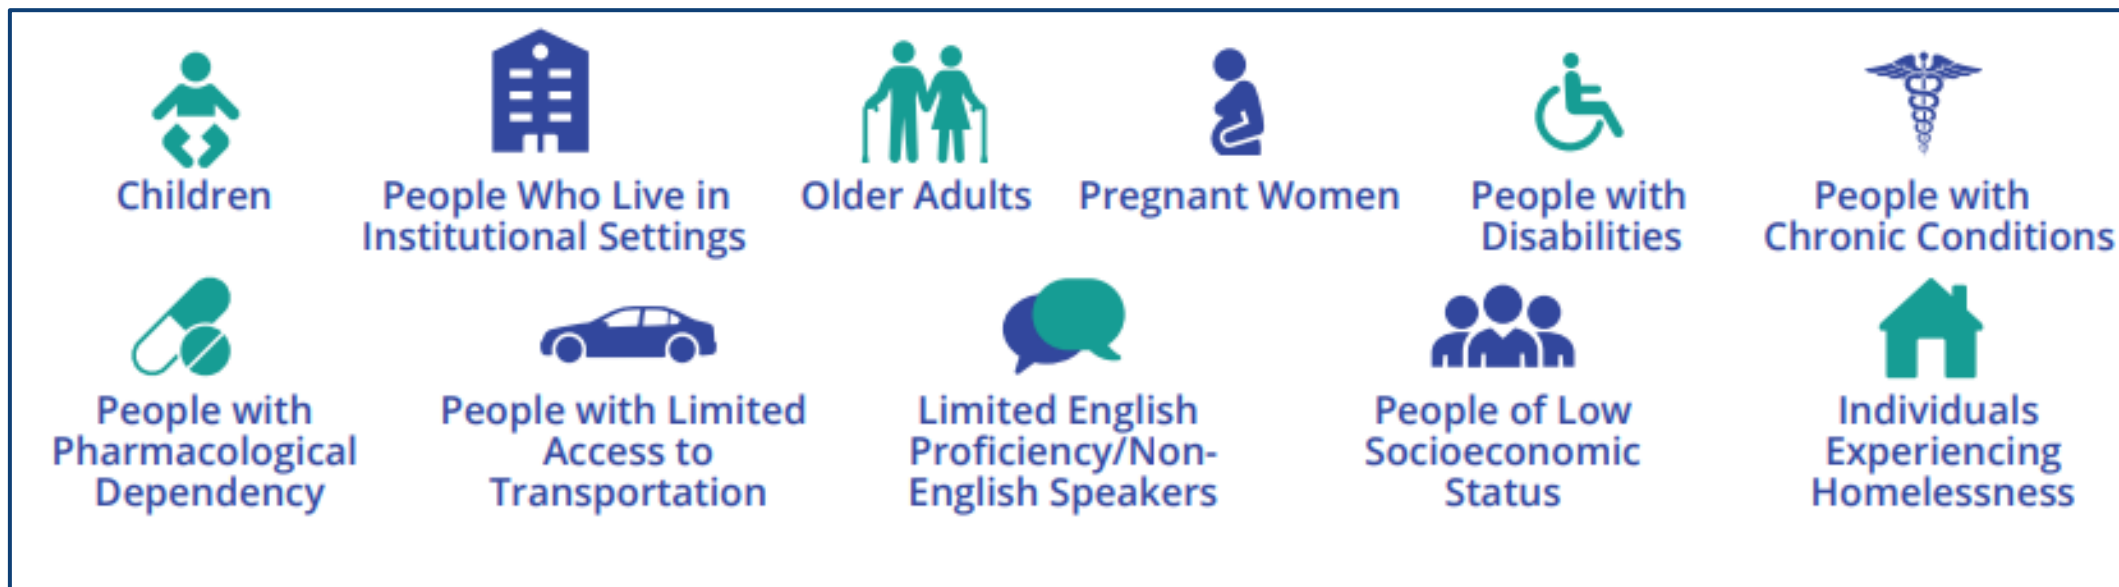 Children
People Who Live in
Institutional Settings
Older Adults
Pregnant Women
People with
Disabilities
People with
Chronic Conditions
People with
Pharmacological
Dependency
People with Limited
Access to
Transportation
Limited English
Proficiency/Non-
English Speakers
People of Low
Socioeconomic
Status
Individuals
Experiencing
Homelessness